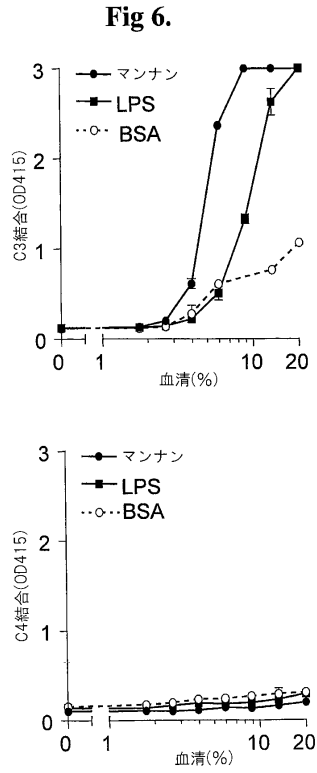 Fig 6.
マンナン
LPS
BSA
C3結合(OD415)
3
2
1
0
0 1 10 20
血清(%)
マンナン
LPS
BSA
C4結合(OD415)
3
2
1
0
0 1 10 20
血清(%)